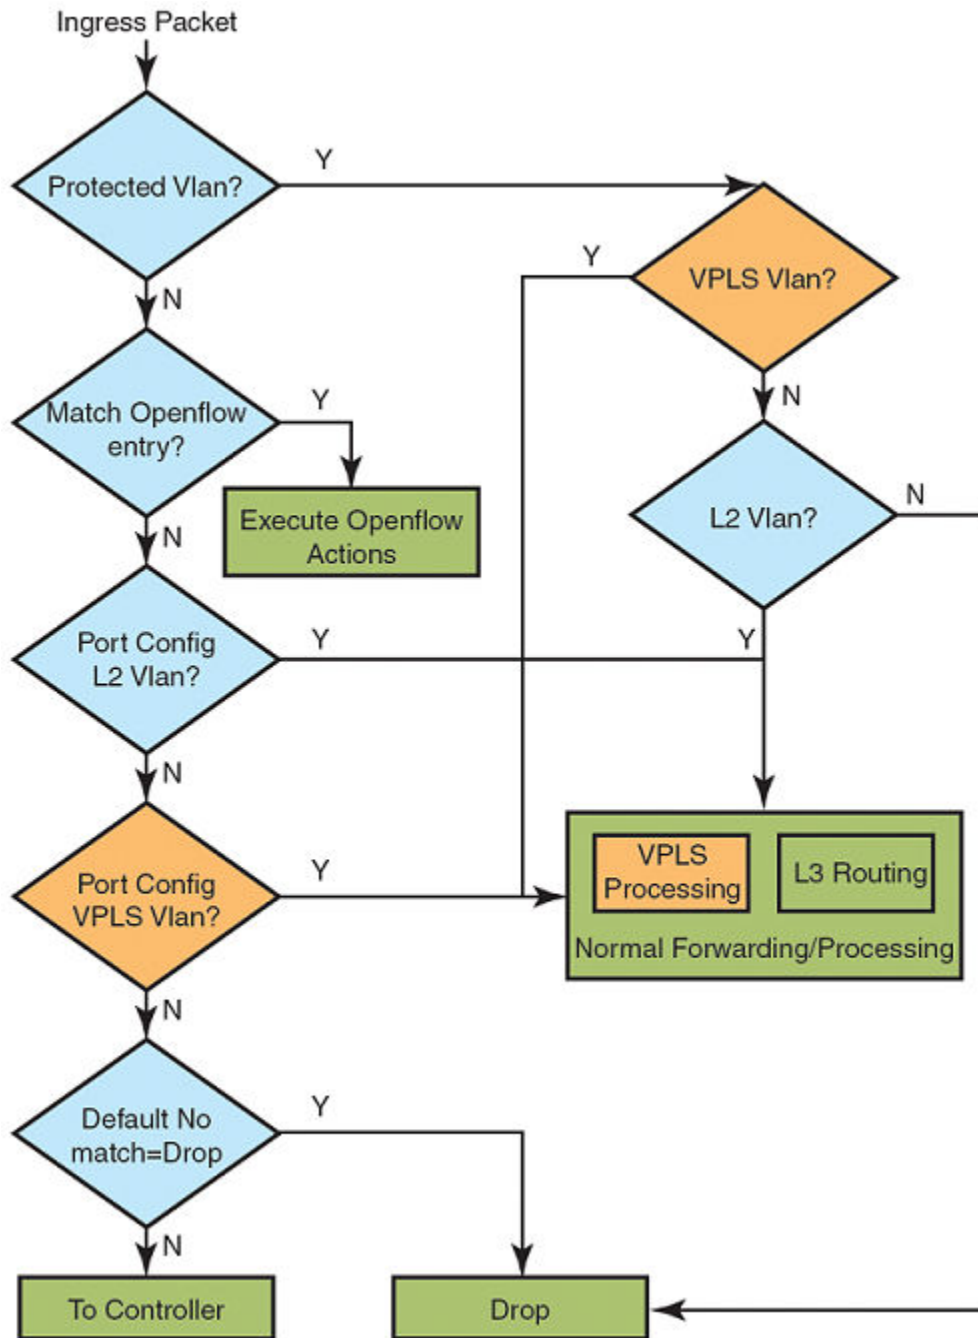 Ingress Packet
Protected Vlan?
Y
VPLS Vlan?
Y
N
N
Match Openflow
entry?
Y
Execute Openflow
Actions
L2 Vlan?
N
Y
N
Port Config
L2 Vlan?
Y
N
Port Config
VPLS Vlan?
Y
VPLS
Processing
L3 Routing
Normal Forwarding/Processing
N
Default No
match=Drop
Y
N
To Controller
Drop